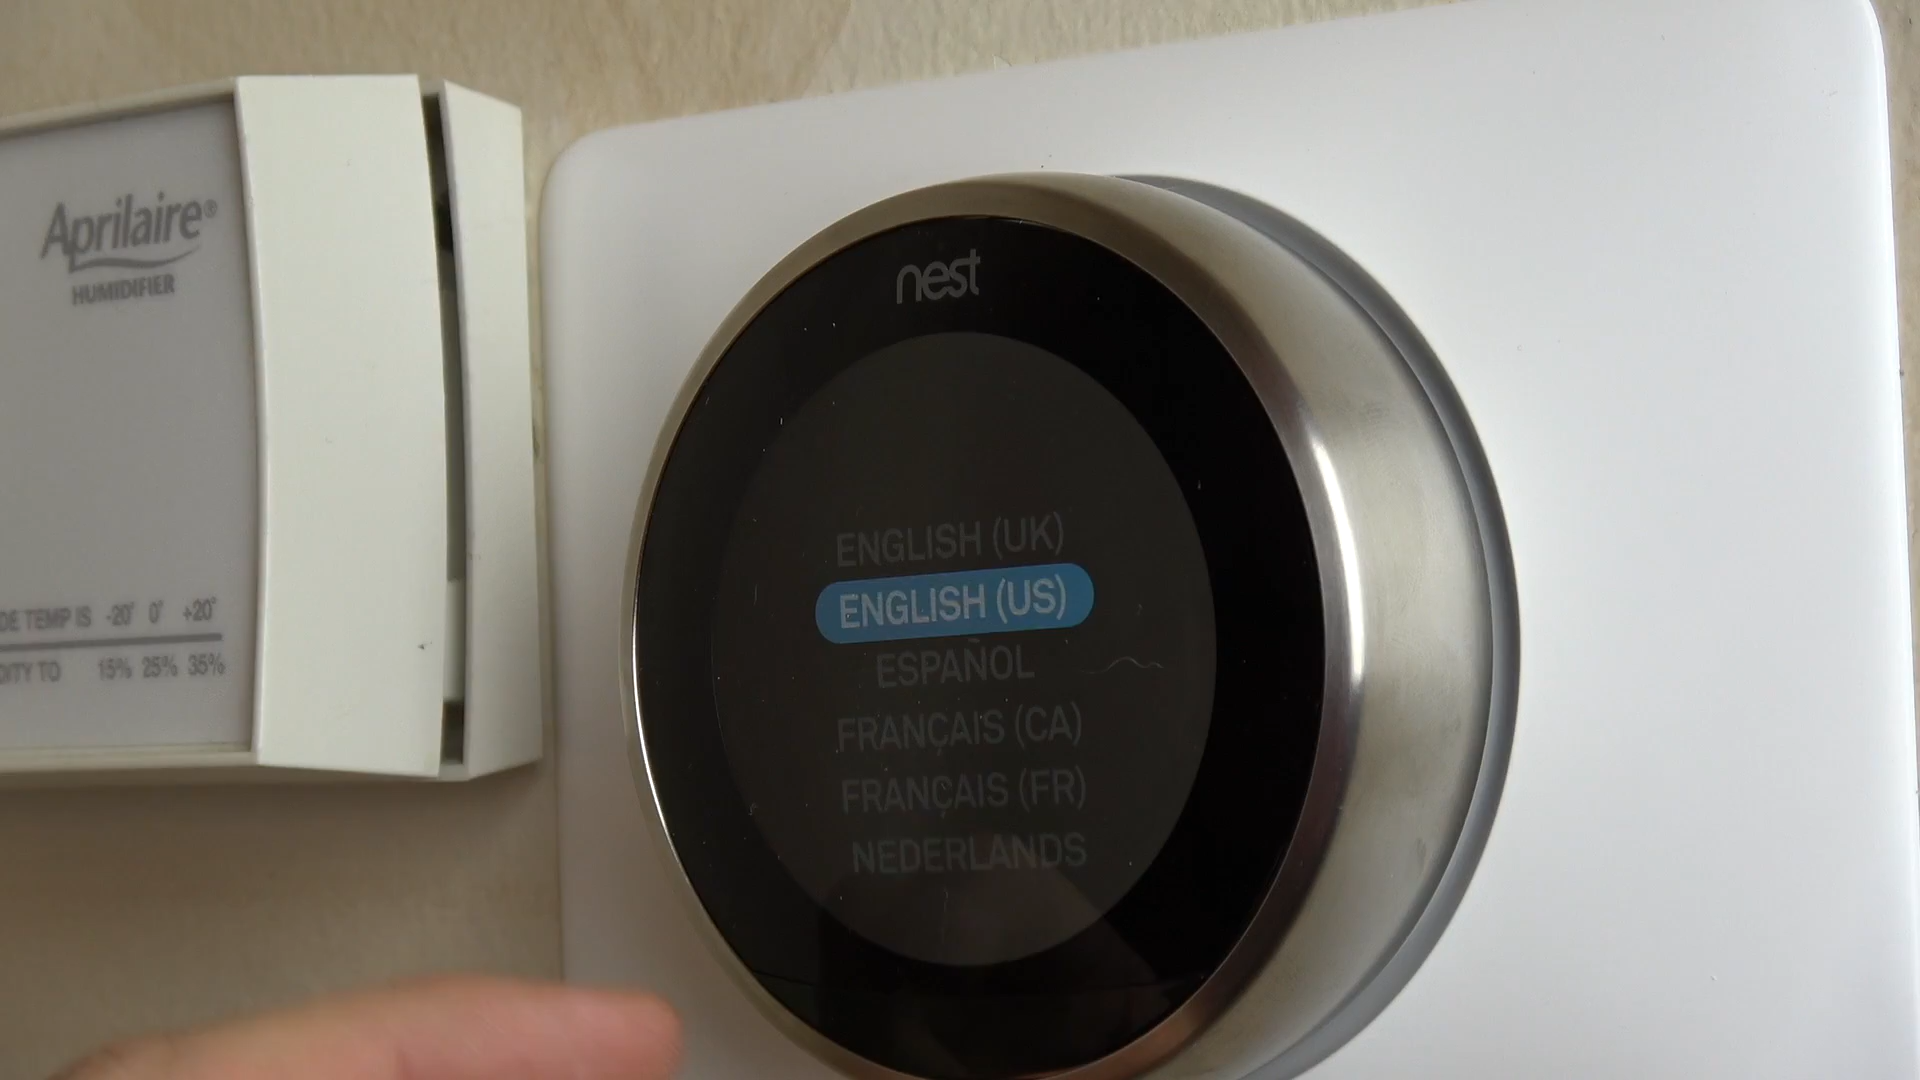 Aprilaire®
HUMIDIFIER
DE TEMP IS -20° 0° +20°
DITY TO 15% 25% 35%
nest
ENGLISH (UK)
ENGLISH (US)
ESPAÑOL
FRANÇAIS (CA)
FRANÇAIS (FR)
NEDERLANDS